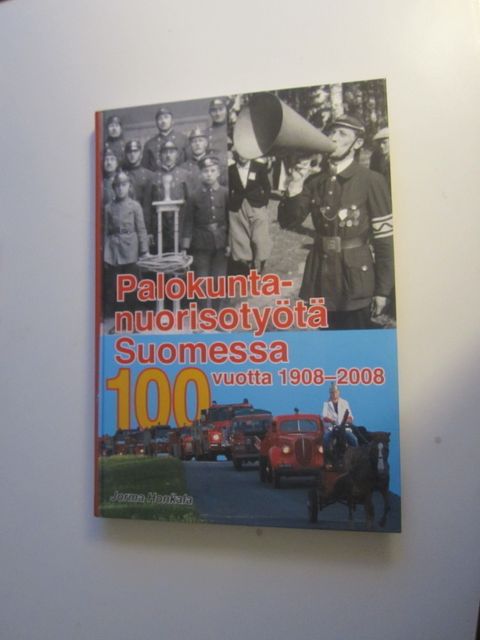 Palokunta-
nuorisotyötä
Suomessa
100 vuotta 1908–2008
Jorma Honkala